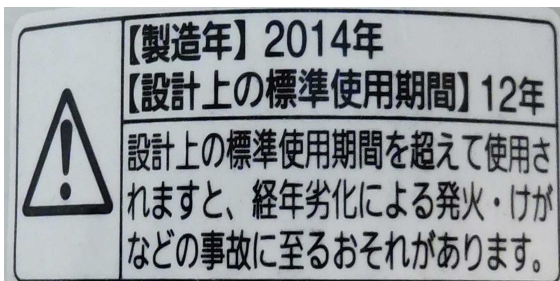 【製造年】2014年
【設計上の標準使用期間】12年
設計上の標準使用期間を超えて使用さ
れますと、経年劣化による発火・けが
などの事故に至るおそれがあります。